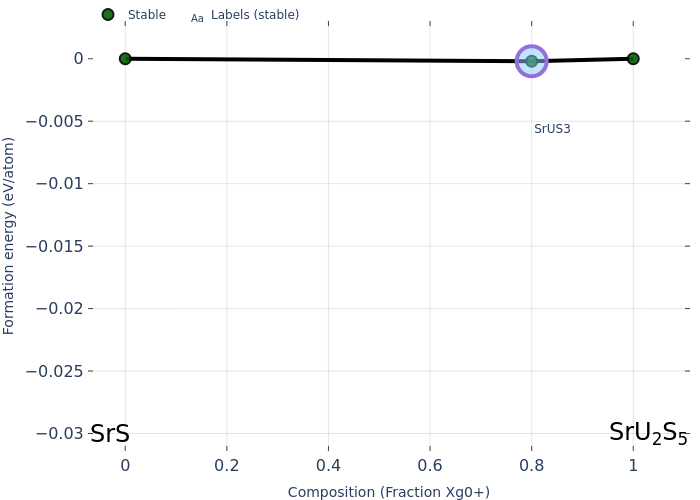 Stable
Aa Labels (stable)
0
−0.005
−0.01
−0.015
−0.02
−0.025
−0.03
Formation energy (eV/atom)
SrUS3
SrS
SrU₂S₅
0 0.2 0.4 0.6 0.8 1
Composition (Fraction Xg0+)